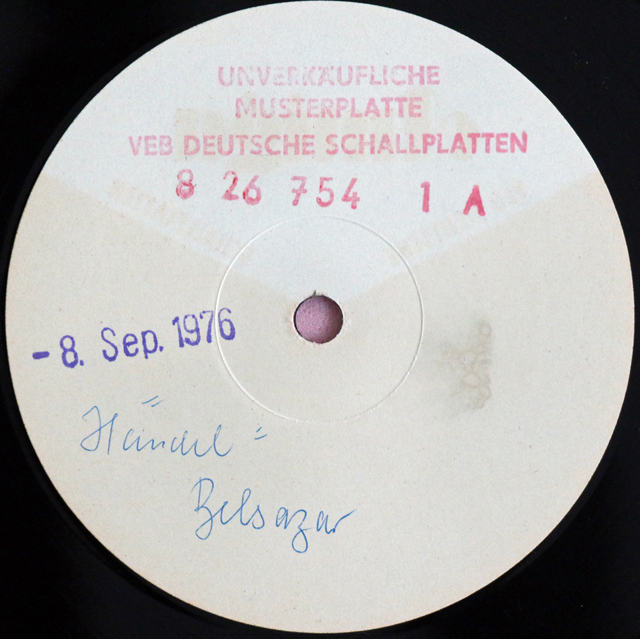 UNVERKÄUFLICHE
MUSTERPLATTE
VEB DEUTSCHE SCHALLPLATTEN
8 26 754 1 A
- 8. Sep. 1976
Händel =
Belsazar